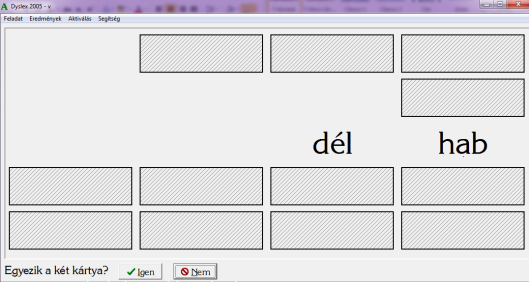 Dyslex 2005 - v
Feladat Eredmények Aktiválás Segítség
dél hab
Egyezik a két kártya? Igen Nem